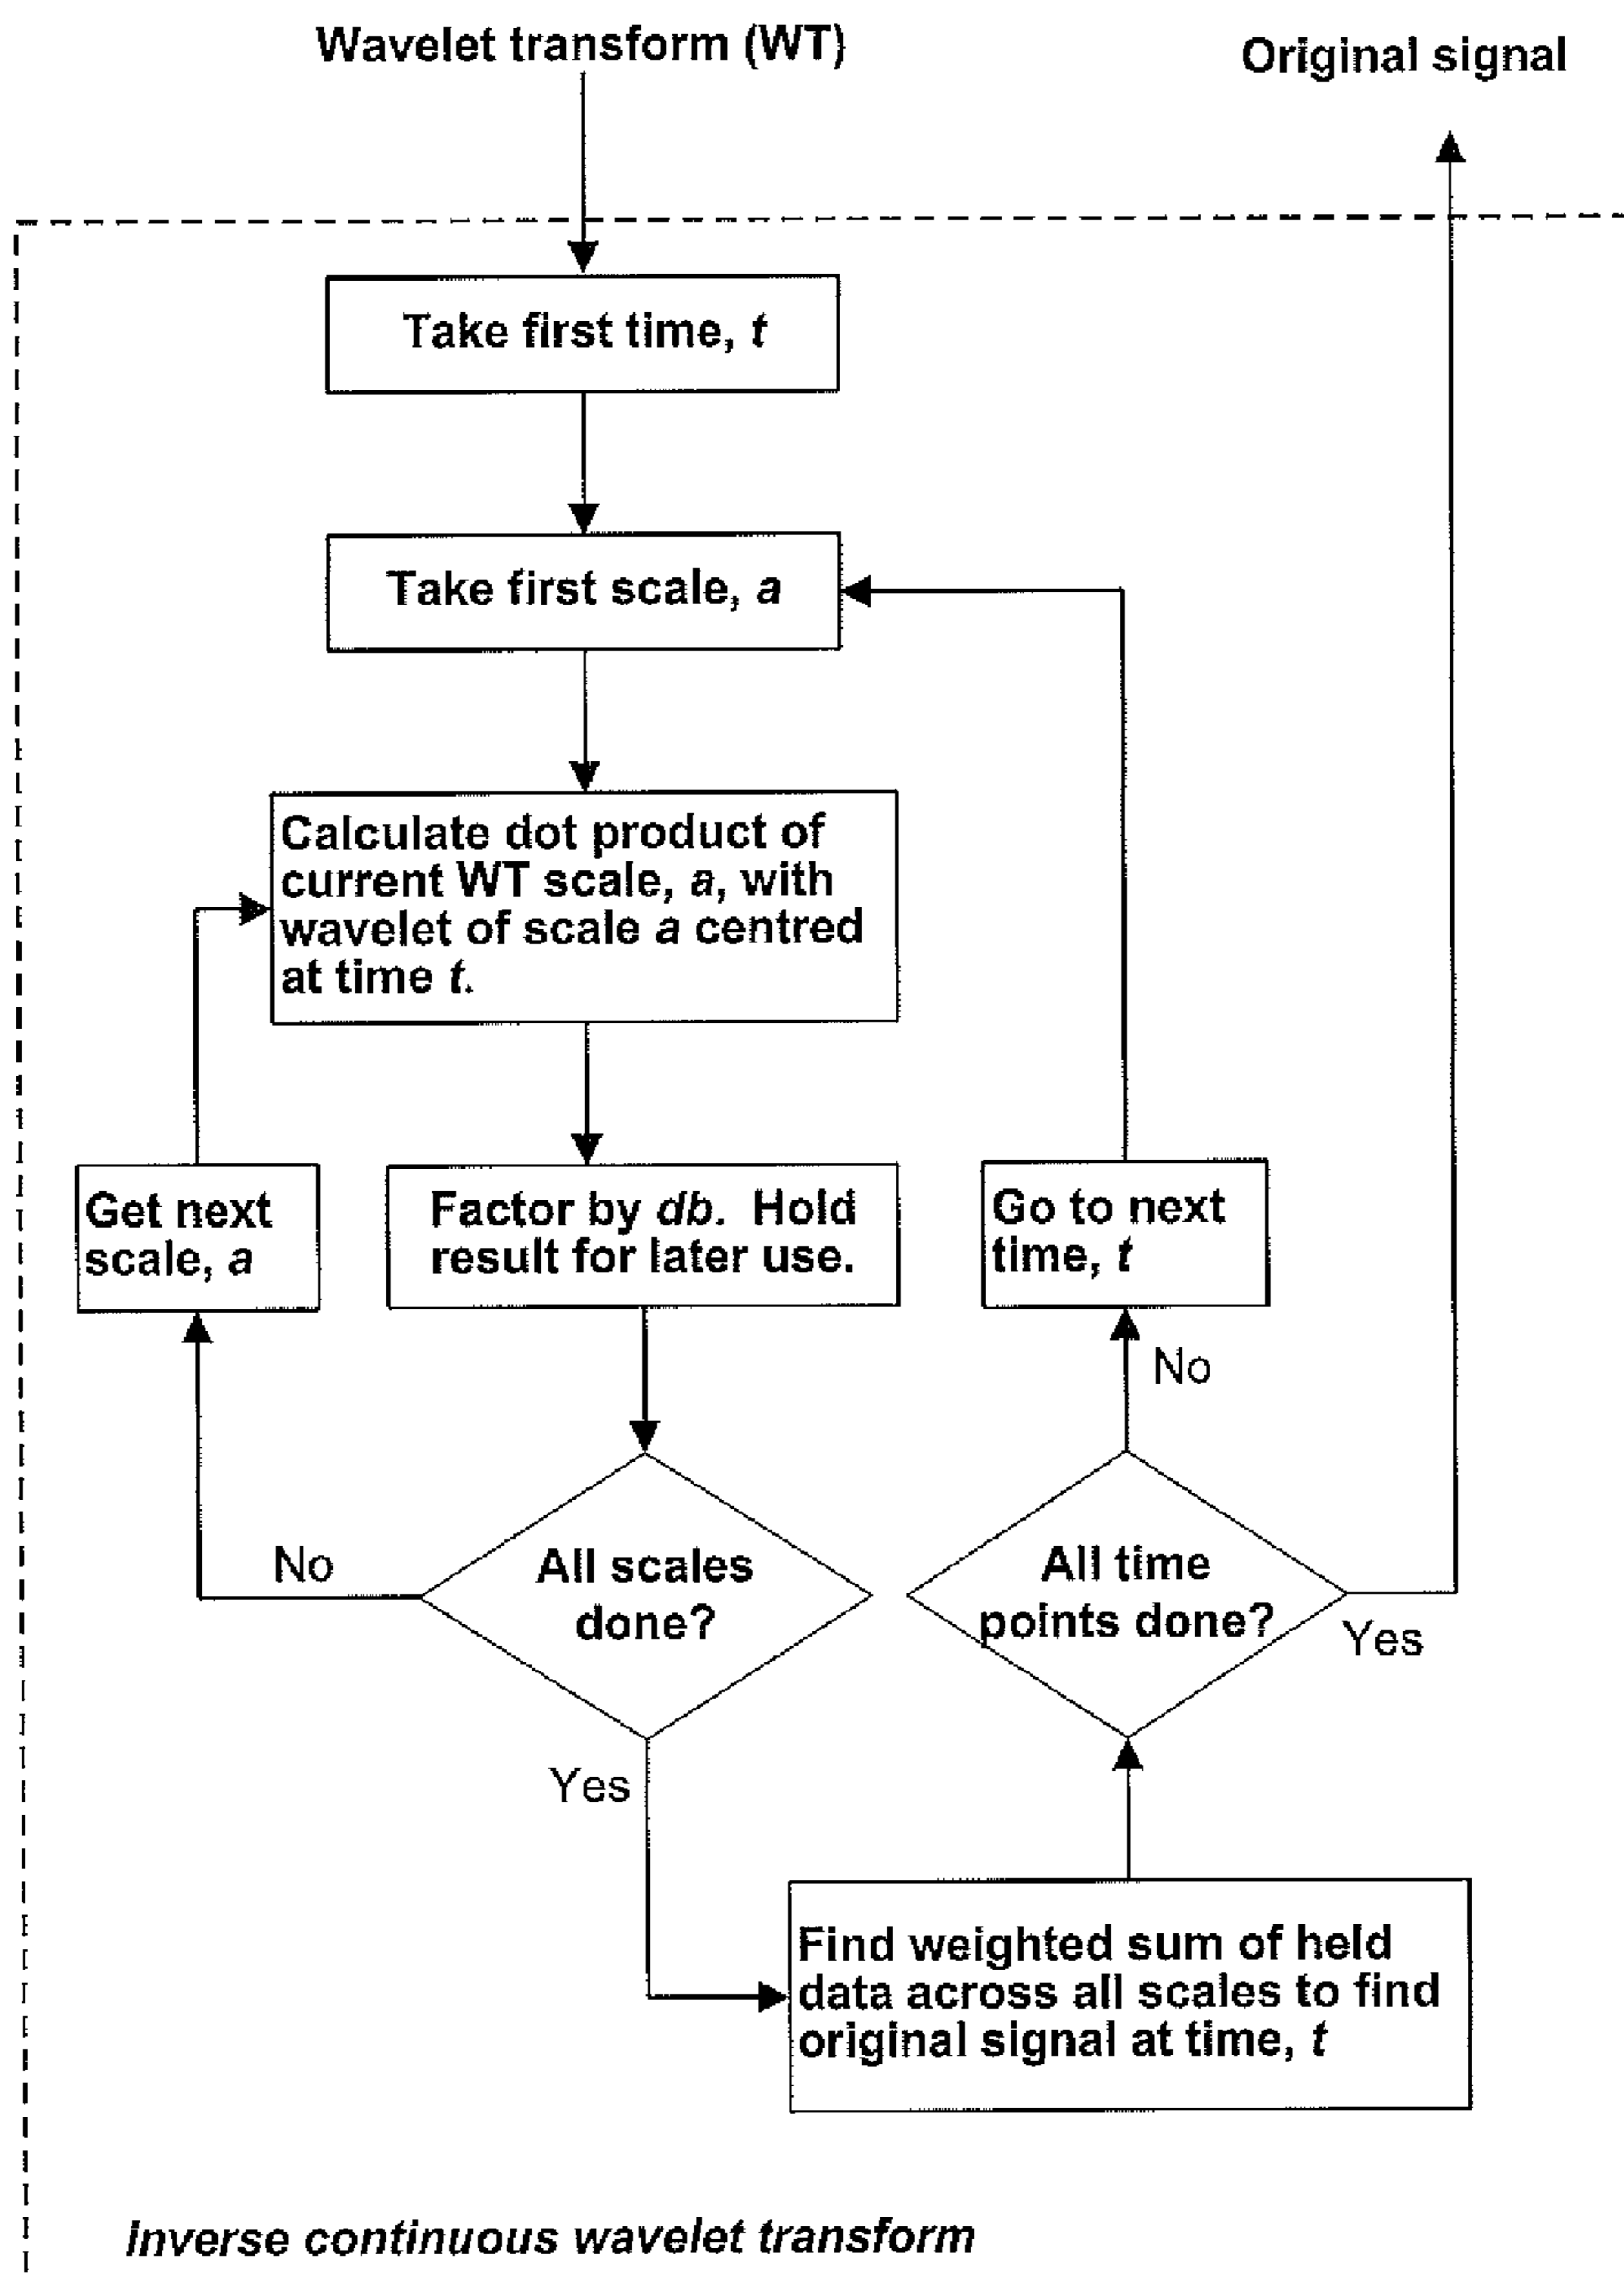 Wavelet transform (WT)
Original signal
Take first time, t
Take first scale, a
Calculate dot product of
current WT scale, a, with
wavelet of scale a centred
at time t.
Get next
scale, a
Factor by db. Hold
result for later use.
Go to next
time, t
No
No
All scales
done?
All time
points done?
Yes
Yes
Find weighted sum of held
data across all scales to find
original signal at time, t
Inverse continuous wavelet transform